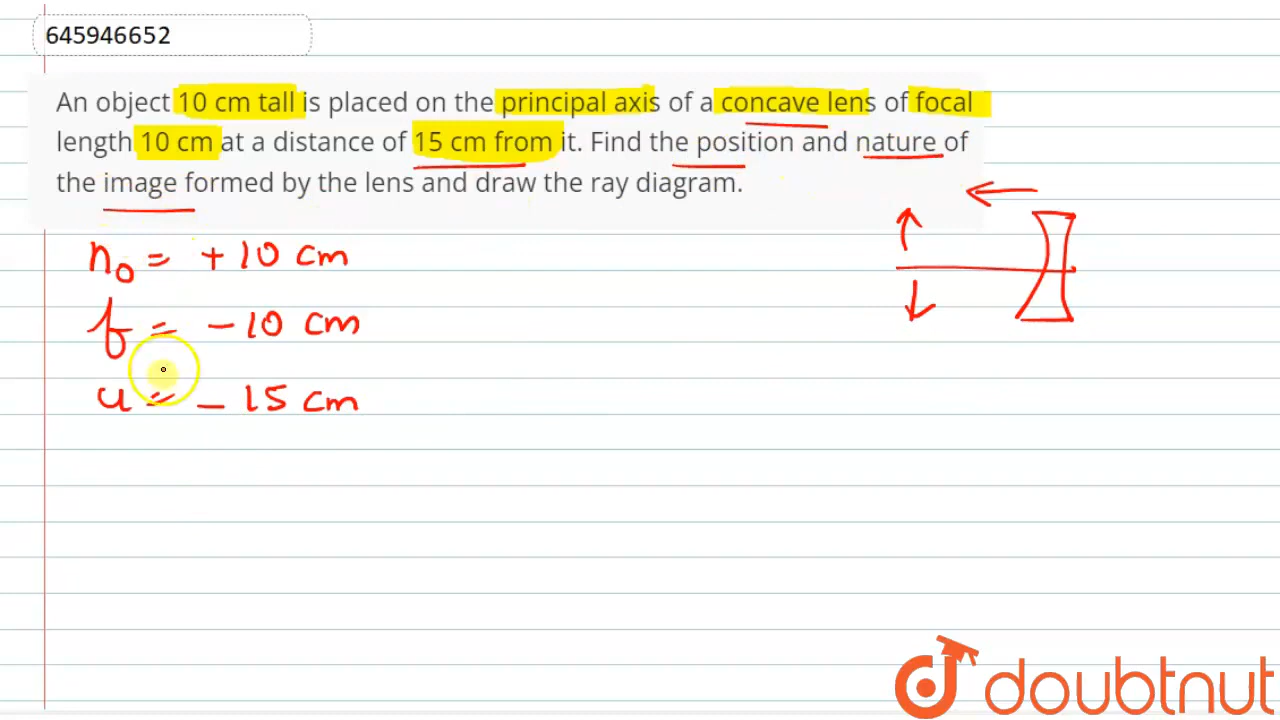 645946652
An object 10 cm tall is placed on the principal axis of a concave lens of focal
length 10 cm at a distance of 15 cm from it. Find the position and nature of
the image formed by the lens and draw the ray diagram.
h₀ = +10 cm
f = -10 cm
u = -15 cm
doubtnut